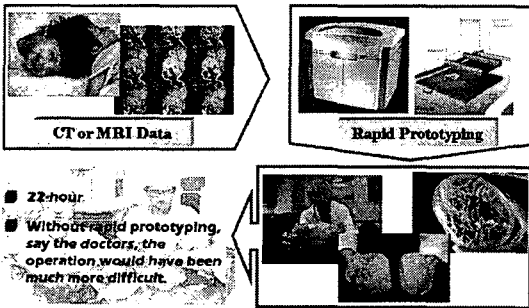 CT or MRI Data
Rapid Prototyping
22-hour
Without rapid prototyping,
say the doctors, the
operation would have been
much more difficult.